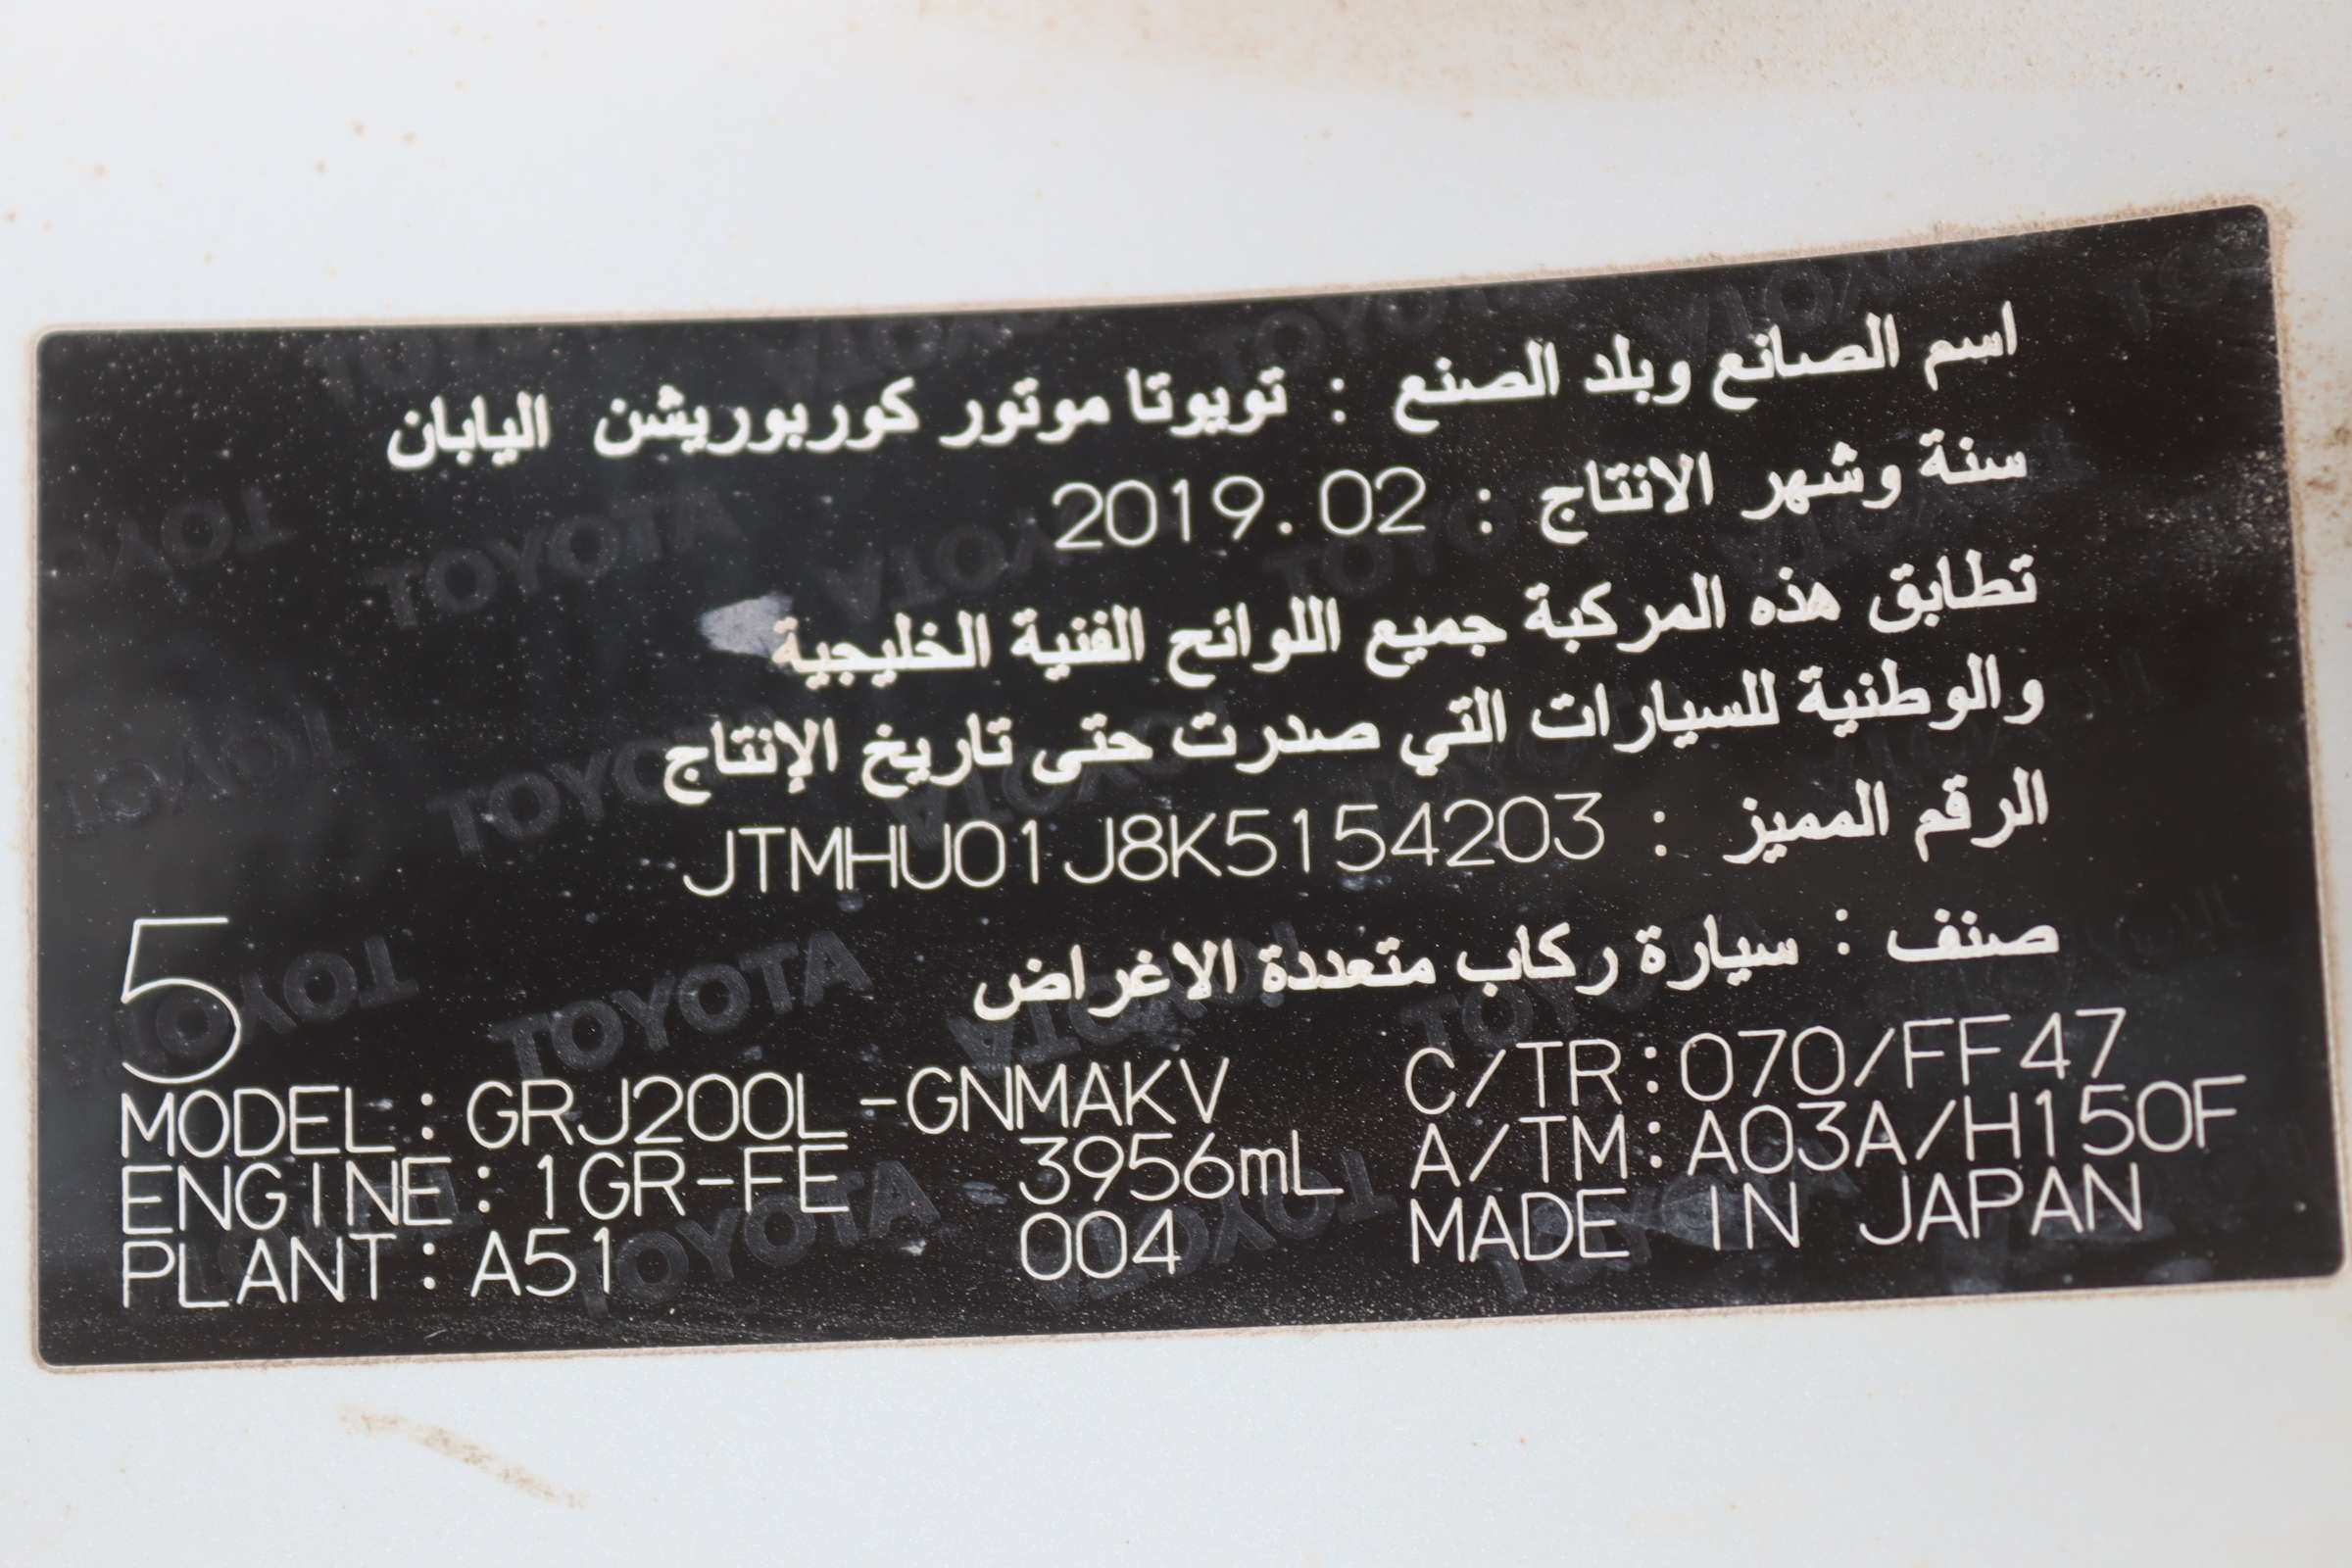 اسم الصانع وبلد الصنع : تويوتا موتور كوربوريشن اليابان
سنة وشهر الانتاج : 2019.02
تطابق هذه المركبة جميع اللوائح الفنية الخليجية
والوطنية للسيارات التي صدرت حتى تاريخ الإنتاج
الرقم المميز : JTMHU01J8K5154203
صنف : سيارة ركاب متعددة الاغراض
5
MODEL: GRJ200L-GNMAKV C/TR:070/FF47
ENGINE: 1GR-FE 3956mL A/TM:A03A/H150F
PLANT: A51 004 MADE IN JAPAN